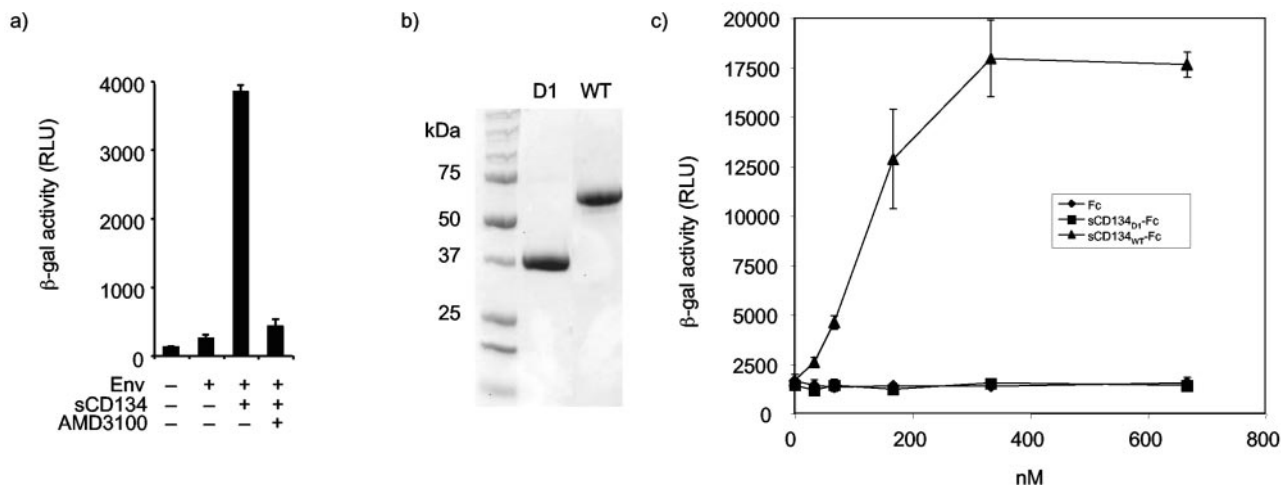 a)
β-gal activity (RLU)
4000
3000
2000
1000
0
Env – + + +
sCD134 – – + +
AMD3100 – – – +
b)
D1 WT
kDa
75
50
37
25
c)
β-gal activity (RLU)
20000
17500
15000
12500
10000
7500
5000
2500
0
0 200 400 600 800
nM
Fc
sCD134D1-Fc
sCD134WT-Fc